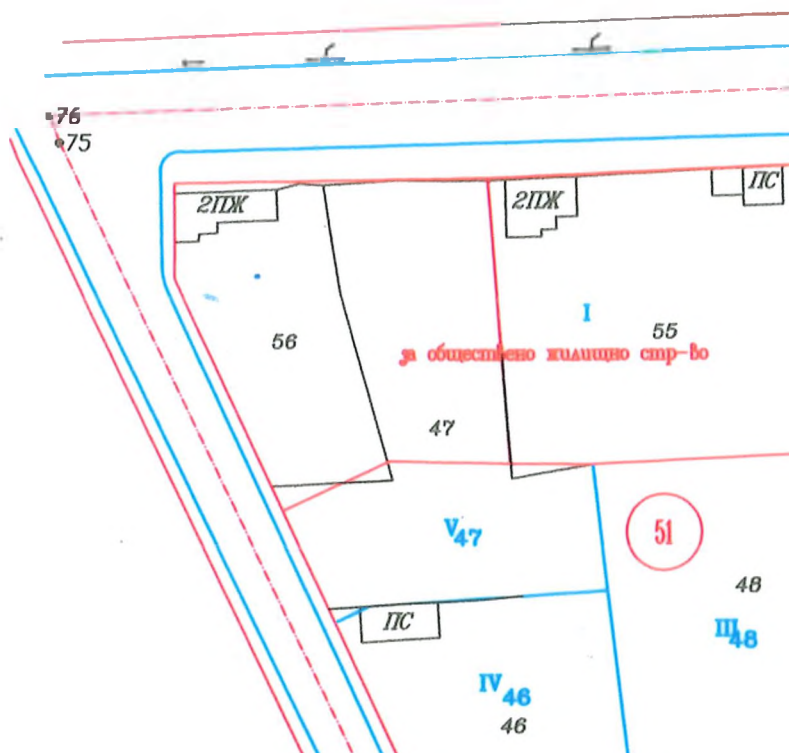 76
75
2ПЖ
2ПЖ
ПС
I
56
55
за обществено жилищно стр-во
47
V47
51
48
ПС
III48
IV46
46